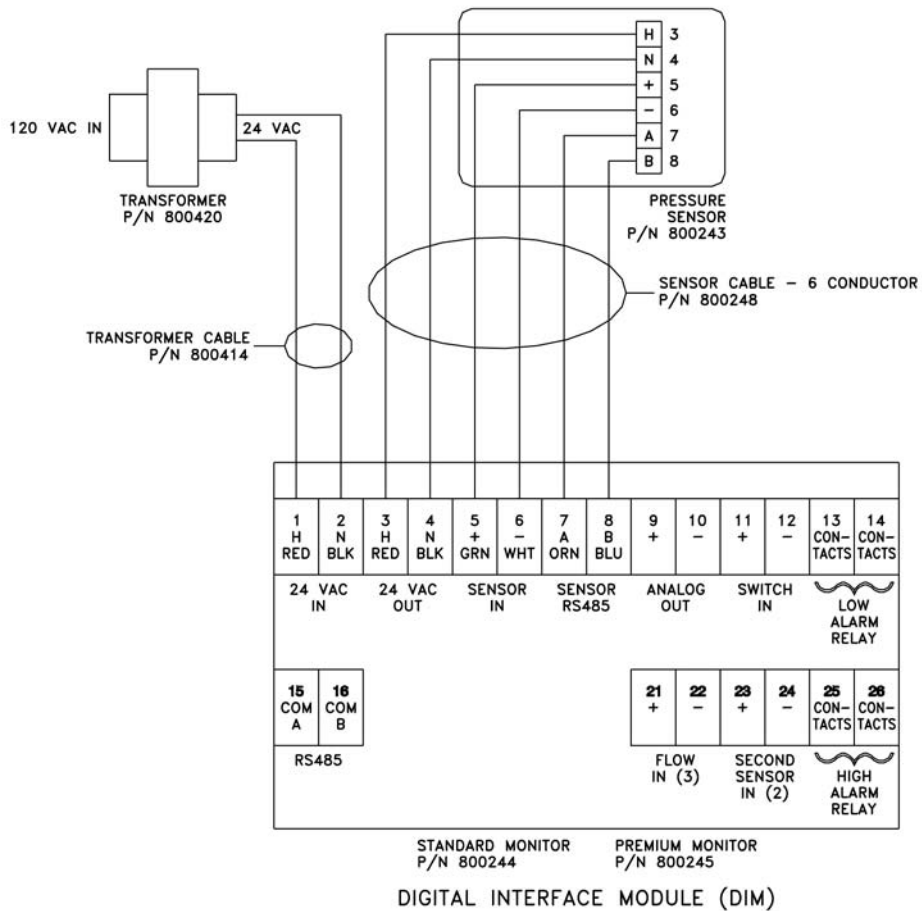 H 3
N 4
+ 5
- 6
A 7
B 8
120 VAC IN
24 VAC
TRANSFORMER
P/N 800420
PRESSURE
SENSOR
P/N 800243
SENSOR CABLE - 6 CONDUCTOR
P/N 800248
TRANSFORMER CABLE
P/N 800414
1 2 3 4 5 6 7 8 9 10 11 12 13 14
H N H N + - A B + - + - CON- CON-
RED BLK RED BLK GRN WHT ORN BLU TACTS TACTS
24 VAC
IN
24 VAC
OUT
SENSOR
IN
SENSOR
RS485
ANALOG
OUT
SWITCH
IN
LOW
ALARM
RELAY
15 16 21 22 23 24 25 26
COM COM + - + - CON- CON-
A B TACTS TACTS
RS485
FLOW
IN (3)
SECOND
SENSOR
IN (2)
HIGH
ALARM
RELAY
STANDARD MONITOR
P/N 800244
PREMIUM MONITOR
P/N 800245
DIGITAL INTERFACE MODULE (DIM)